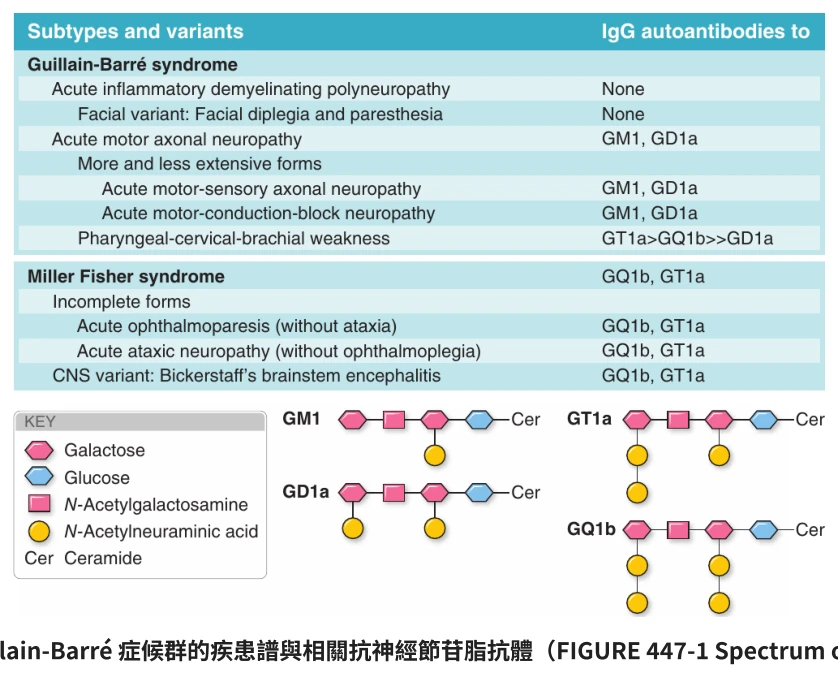 Subtypes and variants IgG autoantibodies to
Guillain-Barré syndrome
Acute inflammatory demyelinating polyneuropathy None
Facial variant: Facial diplegia and paresthesia None
Acute motor axonal neuropathy GM1, GD1a
More and less extensive forms
Acute motor-sensory axonal neuropathy GM1, GD1a
Acute motor-conduction-block neuropathy GM1, GD1a
Pharyngeal-cervical-brachial weakness GT1a>GQ1b>>GD1a
Miller Fisher syndrome GQ1b, GT1a
Incomplete forms
Acute ophthalmoparesis (without ataxia) GQ1b, GT1a
Acute ataxic neuropathy (without ophthalmoplegia) GQ1b, GT1a
CNS variant: Bickerstaff's brainstem encephalitis GQ1b, GT1a
KEY
Galactose
Glucose
N-Acetylgalactosamine
N-Acetylneuraminic acid
Cer Ceramide
GM1 Cer
GD1a Cer
GT1a Cer
GQ1b Cer
lain-Barré 症候群的疾患譜與相關抗神經節苷脂抗體（FIGURE 447-1 Spectrum